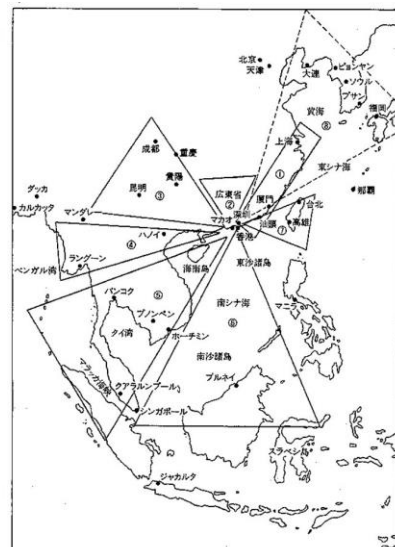 北京
天津
大連
ピョンヤン
ソウル
プサン
福岡
黄海
⑧
上海
東シナ海
那覇
成都
重慶
貴陽
昆明
③
広東省
②
①
厦門
汕頭
台北
高雄
⑦
深圳
マカオ
香港
ダッカ
カルカッタ
マンダレー
④
ハノイ
海南島
東沙諸島
ベンガル湾
ラングーン
バンコク
⑤
プノンペン
ホーチミン
タイ湾
南シナ海
⑥
マニラ
南沙諸島
マラッカ海峡
クアラルンプール
シンガポール
ブルネイ
スラベシ島
ジャカルタ